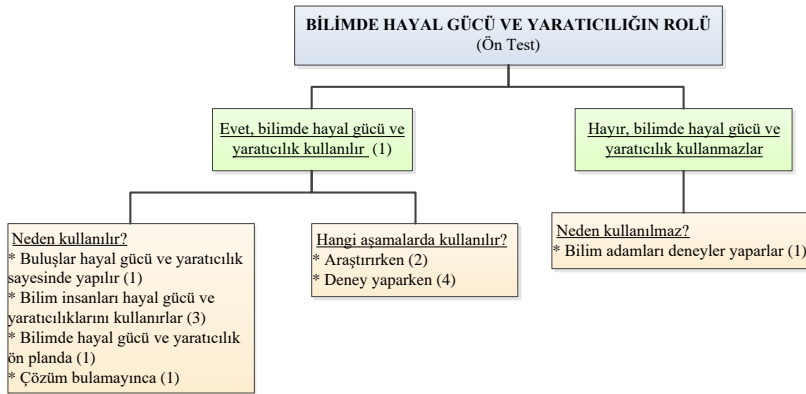 BİLİMDE HAYAL GÜCÜ VE YARATICILIĞIN ROLÜ
(Ön Test)
Evet, bilimde hayal gücü ve
yaratıcılık kullanılır (1)
Hayır, bilimde hayal gücü ve
yaratıcılık kullanmazlar
Neden kullanılır?
* Buluşlar hayal gücü ve yaratıcılık
sayesinde yapılır (1)
* Bilim insanları hayal gücü ve
yaratıcılıklarını kullanırlar (3)
* Bilimde hayal gücü ve yaratıcılık
ön planda (1)
* Çözüm bulamayınca (1)
Hangi aşamalarda kullanılır?
* Araştırırken (2)
* Deney yaparken (4)
Neden kullanılmaz?
* Bilim adamları deneyler yaparlar (1)